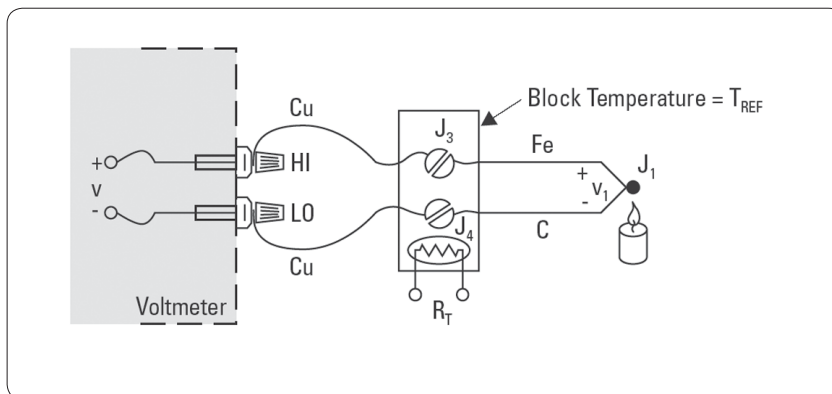 Block Temperature = T_REF
Cu
J_3
Fe
J_1
+
HI
+
v
v_1
-
LO
-
J_4
C
Cu
Voltmeter
R_T